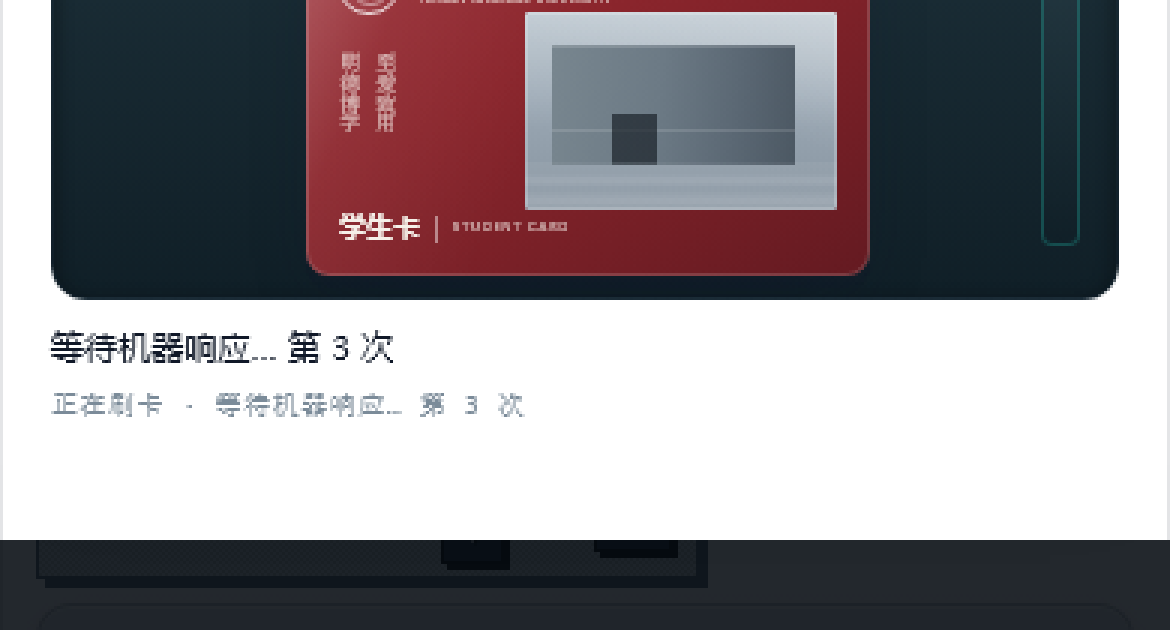 明德博学
至爱致用
学生卡 | STUDENT CARD
等待机器响应... 第 3 次
正在刷卡 · 等待机器响应… 第 3 次